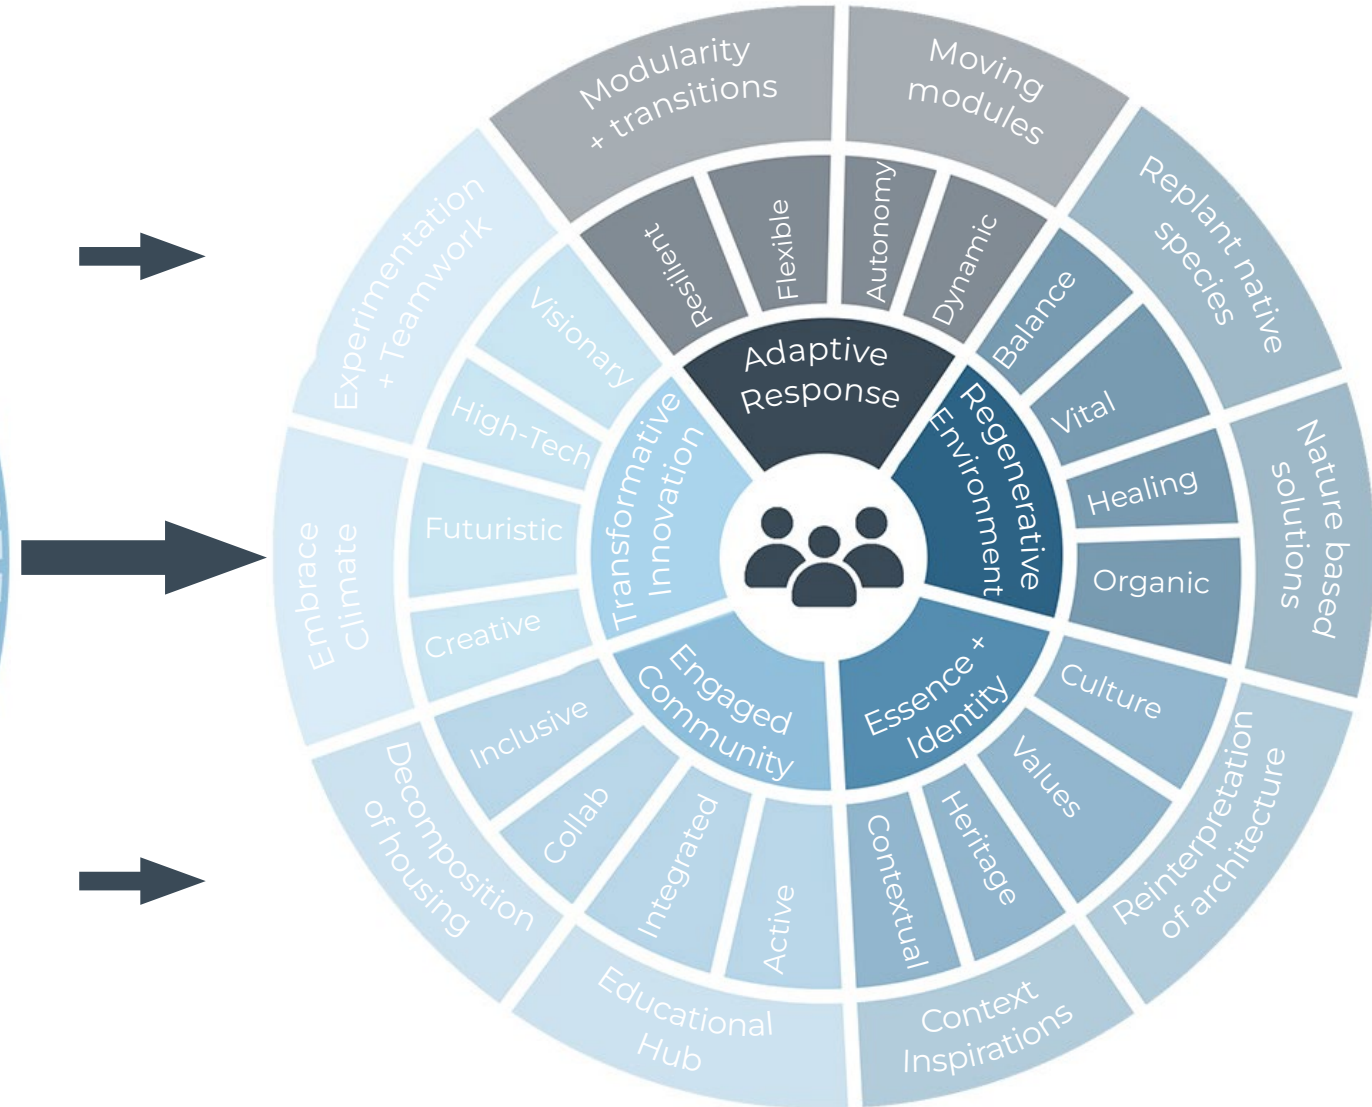 Modularity
+ transitions
Moving
modules
Replant native
species
Nature based
solutions
Reinterpretation
of architecture
Context
Inspirations
Educational
Hub
Decomposition
of housing
Embrace
Climate
Experimentation
+ Teamwork
Resilient
Flexible
Autonomy
Dynamic
Balance
Vital
Healing
Organic
Culture
Values
Heritage
Contextual
Active
Integrated
Collab
Inclusive
Creative
Futuristic
High-Tech
Visionary
Adaptive
Response
Regenerative
Environment
Essence +
Identity
Engaged
Community
Transformative
Innovation